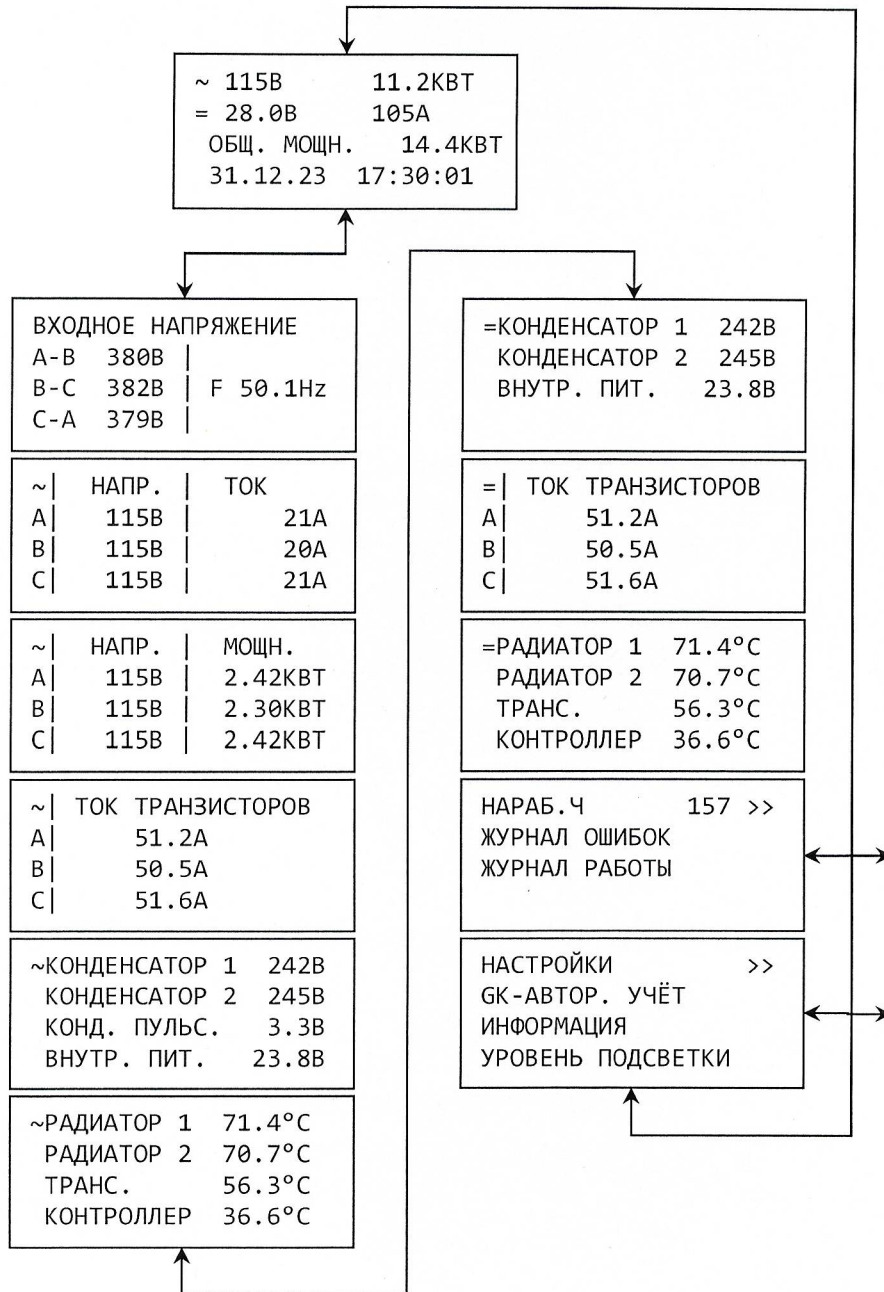 ~ 115В 11.2КВТ
= 28.0В 105А
ОБЩ. МОЩН. 14.4КВТ
31.12.23 17:30:01
ВХОДНОЕ НАПРЯЖЕНИЕ
А-В 380В |
В-С 382В | F 50.1Hz
С-А 379В |
~| НАПР. | ТОК
А| 115В | 21А
В| 115В | 20А
С| 115В | 21А
~| НАПР. | МОЩН.
А| 115В | 2.42КВТ
В| 115В | 2.30КВТ
С| 115В | 2.42КВТ
~| ТОК ТРАНЗИСТОРОВ
А| 51.2А
В| 50.5А
С| 51.6А
~КОНДЕНСАТОР 1 242В
КОНДЕНСАТОР 2 245В
КОНД. ПУЛЬС. 3.3В
ВНУТР. ПИТ. 23.8В
~РАДИАТОР 1 71.4°С
РАДИАТОР 2 70.7°С
ТРАНС. 56.3°С
КОНТРОЛЛЕР 36.6°С
=КОНДЕНСАТОР 1 242В
КОНДЕНСАТОР 2 245В
ВНУТР. ПИТ. 23.8В
=| ТОК ТРАНЗИСТОРОВ
А| 51.2А
В| 50.5А
С| 51.6А
=РАДИАТОР 1 71.4°С
РАДИАТОР 2 70.7°С
ТРАНС. 56.3°С
КОНТРОЛЛЕР 36.6°С
НАРАБ.Ч 157 >>
ЖУРНАЛ ОШИБОК
ЖУРНАЛ РАБОТЫ
НАСТРОЙКИ >>
GK-АВТОР. УЧЁТ
ИНФОРМАЦИЯ
УРОВЕНЬ ПОДСВЕТКИ